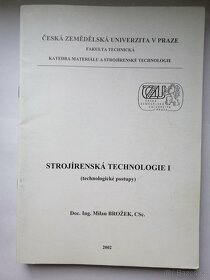 ČESKÁ ZEMĚDĚLSKÁ UNIVERZITA V PRAZE
FAKULTA TECHNICKÁ
KATEDRA MATERIÁLU A STROJÍRENSKÉ TECHNOLOGIE
STROJÍRENSKÁ TECHNOLOGIE I
(technologické postupy)
Doc. Ing. Milan BROŽEK, CSc.
2002